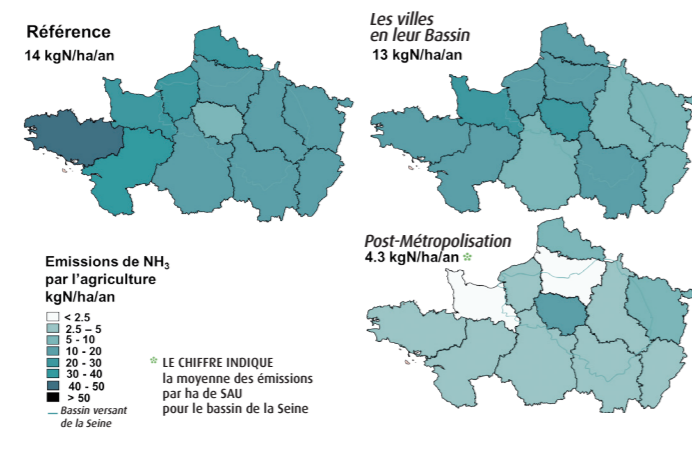 Référence
14 kgN/ha/an
Les villes
en leur Bassin
13 kgN/ha/an
Post-Métropolisation
4.3 kgN/ha/an *
Emissions de NH₃
par l'agriculture
kgN/ha/an
< 2.5
2.5 – 5
5 - 10
10 - 20
20 - 30
30 - 40
40 - 50
> 50
Bassin versant
de la Seine
* LE CHIFFRE INDIQUE
la moyenne des émissions
par ha de SAU
pour le bassin de la Seine